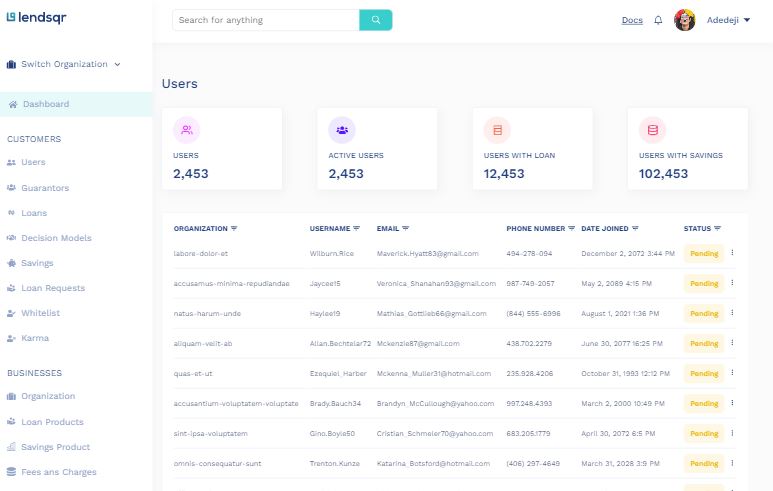 lendsqr
Search for anything
Docs
Adedeji
Switch Organization
Dashboard
CUSTOMERS
Users
Guarantors
Loans
Decision Models
Savings
Loan Requests
Whitelist
Karma
BUSINESSES
Organization
Loan Products
Savings Product
Fees ans Charges
Users
USERS
2,453
ACTIVE USERS
2,453
USERS WITH LOAN
12,453
USERS WITH SAVINGS
102,453
ORGANIZATION USERNAME EMAIL PHONE NUMBER DATE JOINED STATUS
labore-dolor-et Wilburn.Rice Maverick.Hyatt83@gmail.com 494-278-094 December 2, 2072 3:44 PM Pending
accusamus-minima-repudiandae Jaycee15 Veronica_Shanahan93@gmail.com 987-749-2057 May 2, 2089 4:15 PM Pending
natus-harum-unde Haylee19 Mathias_Gottlieb66@gmail.com (844) 555-6996 August 1, 2021 1:36 PM Pending
aliquam-velit-ab Allan.Bechtelar72 Mckenzie87@gmail.com 438.702.2279 June 30, 2077 16:25 PM Pending
quas-et-ut Ezequiel_Harber Mckenna_Muller31@hotmail.com 235.928.4206 October 31, 1993 12:12 PM Pending
accusantium-voluptatem-voluptate Brady.Bauch34 Brandyn_McCullough@yahoo.com 997.248.4393 March 2, 2000 10:49 PM Pending
sint-ipsa-voluptatem Gino.Boyle50 Cristian_Schmeler70@yahoo.com 683.205.1779 April 30, 2072 6:5 PM Pending
omnis-consequatur-sunt Trenton.Kunze Katarina_Botsford@hotmail.com (406) 297-4649 March 31, 2028 3:9 PM Pending